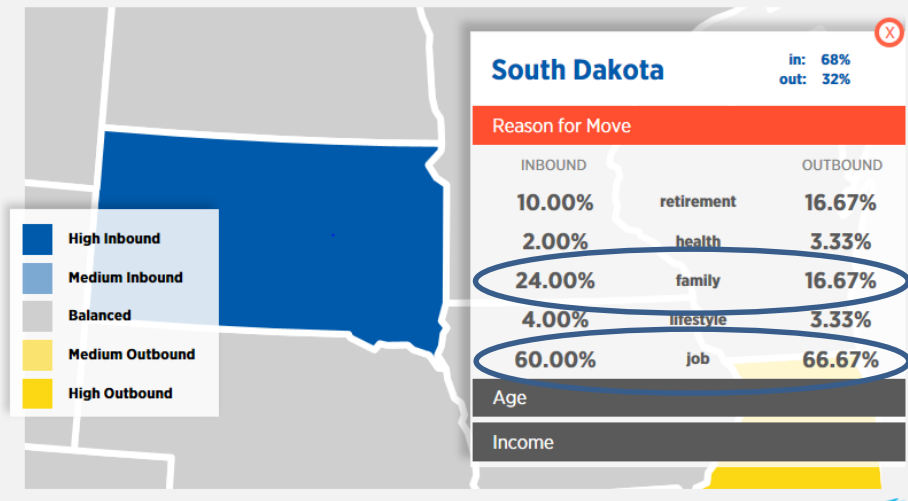 X
South Dakota
in: 68%
out: 32%
Reason for Move
INBOUND OUTBOUND
10.00% retirement 16.67%
2.00% health 3.33%
24.00% family 16.67%
4.00% lifestyle 3.33%
60.00% job 66.67%
Age
Income
High Inbound
Medium Inbound
Balanced
Medium Outbound
High Outbound